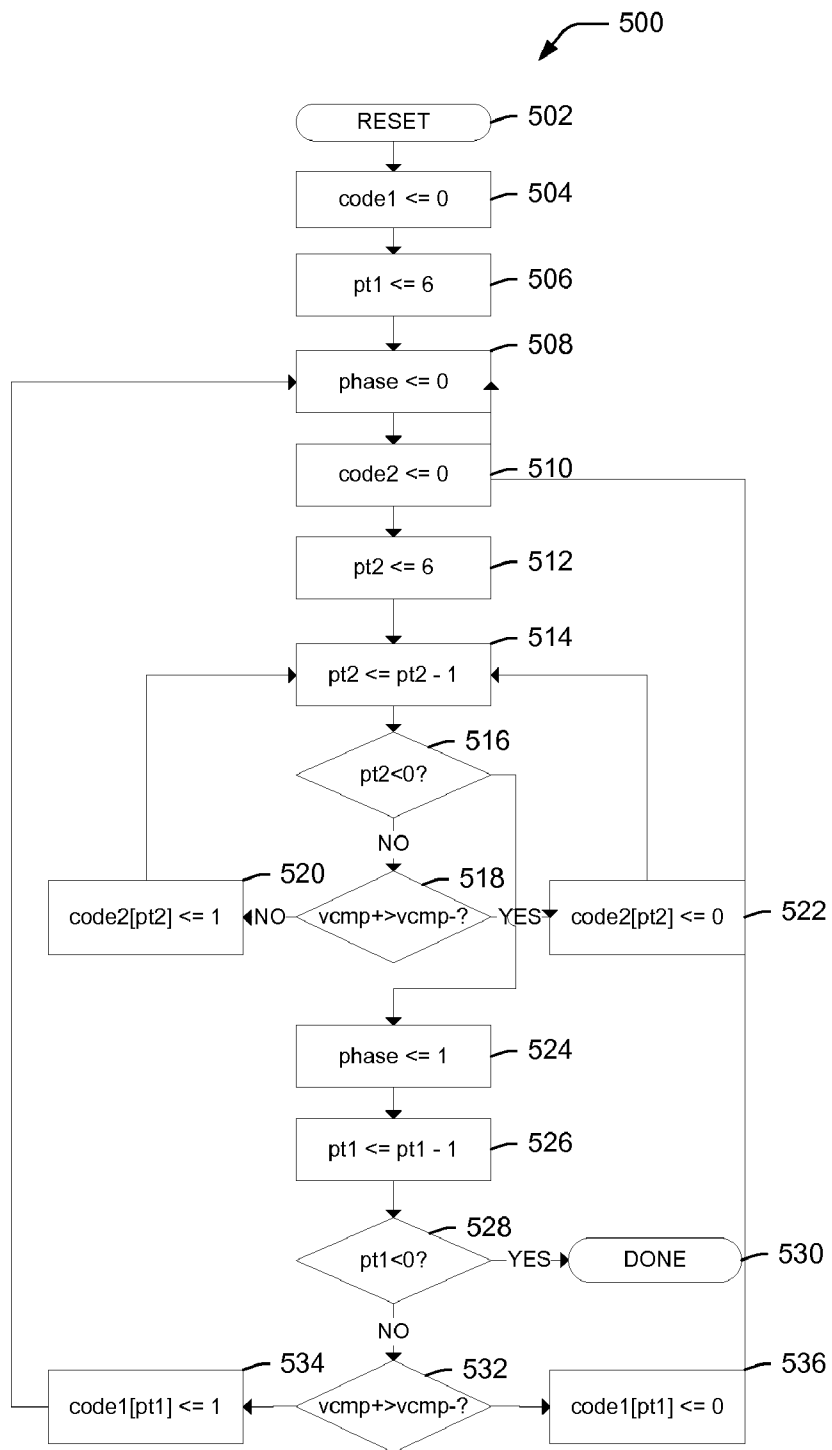 500
RESET
502
code1 <= 0
504
pt1 <= 6
506
508
phase <= 0
code2 <= 0
510
pt2 <= 6
512
514
pt2 <= pt2 - 1
516
pt2<0?
NO
520
518
code2[pt2] <= 1
NO
vcmp+>vcmp-?
YES
code2[pt2] <= 0
522
phase <= 1
524
pt1 <= pt1 - 1
526
528
pt1<0?
YES
DONE
530
NO
534
532
536
code1[pt1] <= 1
vcmp+>vcmp-?
code1[pt1] <= 0